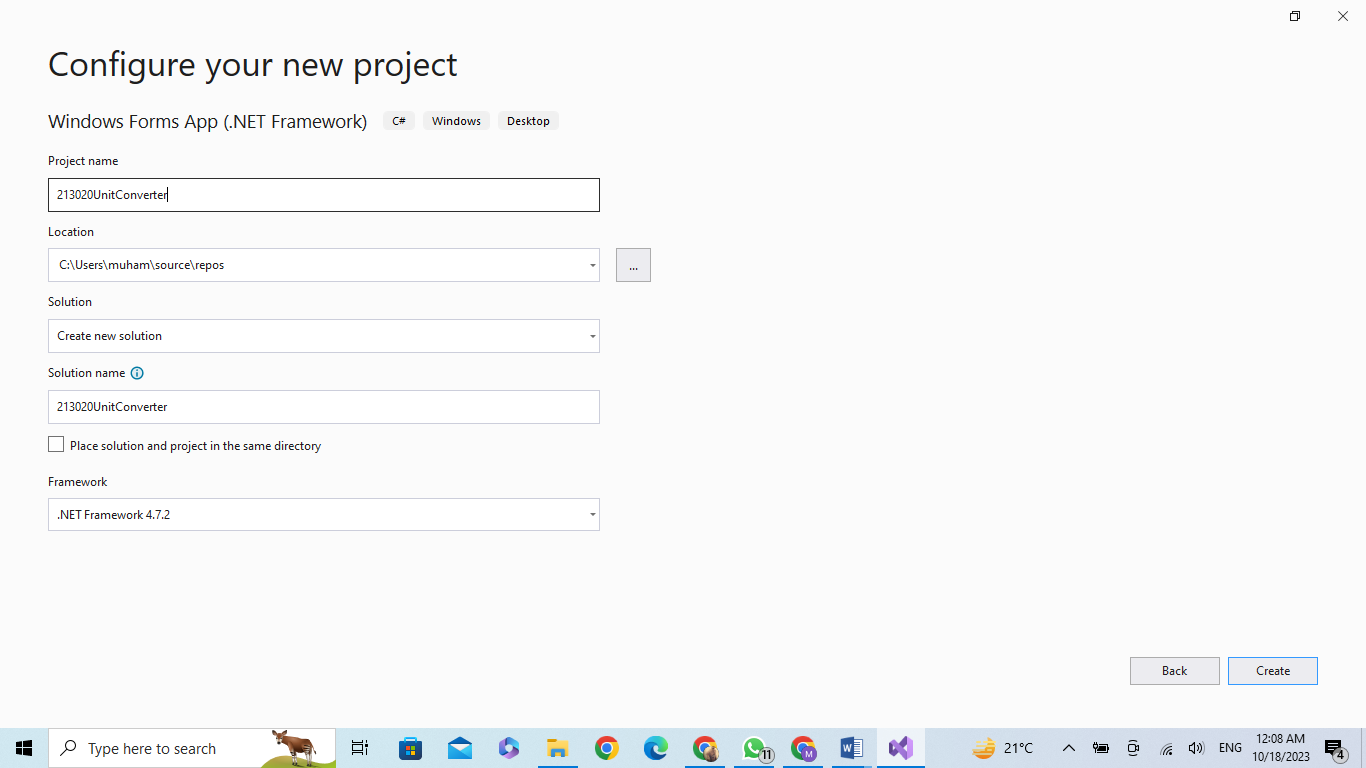 Configure your new project
Windows Forms App (.NET Framework) C# Windows Desktop
Project name
213020UnitConverter
Location
C:\Users\muham\source\repos
...
Solution
Create new solution
Solution name
213020UnitConverter
Place solution and project in the same directory
Framework
.NET Framework 4.7.2
Back Create
Type here to search
11
M
W
21°C
ENG
12:08 AM
10/18/2023
4